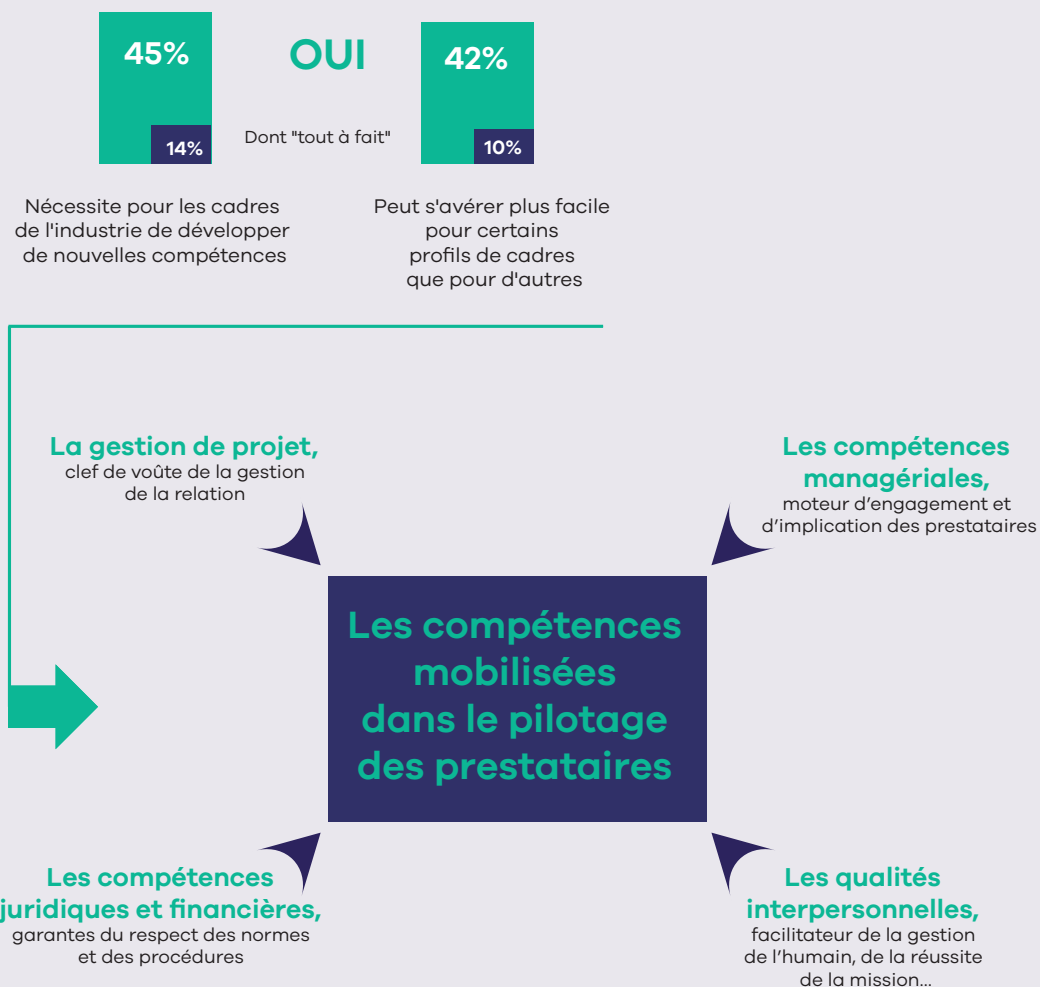 45%
14%
OUI
Dont "tout à fait"
42%
10%
Nécessite pour les cadres
de l'industrie de développer
de nouvelles compétences
Peut s'avérer plus facile
pour certains
profils de cadres
que pour d'autres
La gestion de projet,
clef de voûte de la gestion
de la relation
Les compétences
managériales,
moteur d’engagement et
d’implication des prestataires
Les compétences
mobilisées
dans le pilotage
des prestataires
Les compétences
juridiques et financières,
garantes du respect des normes
et des procédures
Les qualités
interpersonnelles,
facilitateur de la gestion
de l’humain, de la réussite
de la mission...